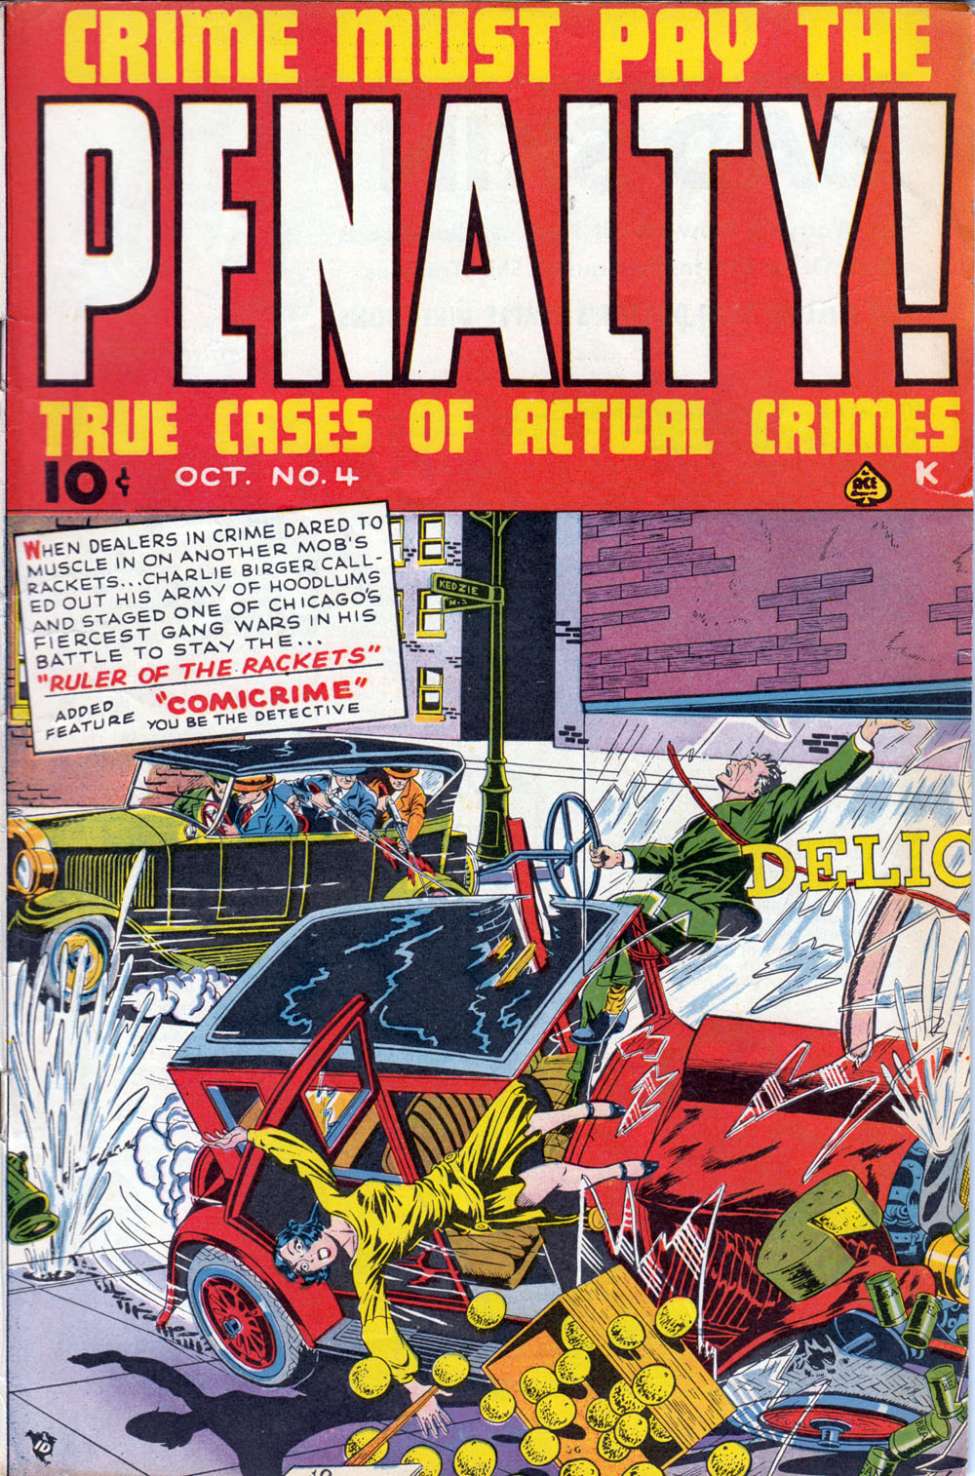 CRIME MUST PAY THE
PENALTY!
TRUE CASES OF ACTUAL CRIMES
10¢ OCT. NO. 4
ACE
K
WHEN DEALERS IN CRIME DARED TO
MUSCLE IN ON ANOTHER MOB'S
RACKETS...CHARLIE BIRGER CALL-
ED OUT HIS ARMY OF HOODLUMS
AND STAGED ONE OF CHICAGO'S
FIERCEST GANG WARS IN HIS
BATTLE TO STAY THE...
"RULER OF THE RACKETS"
ADDED
FEATURE
"COMICRIME"
YOU BE THE DETECTIVE
KEDZIE
DELIC
10